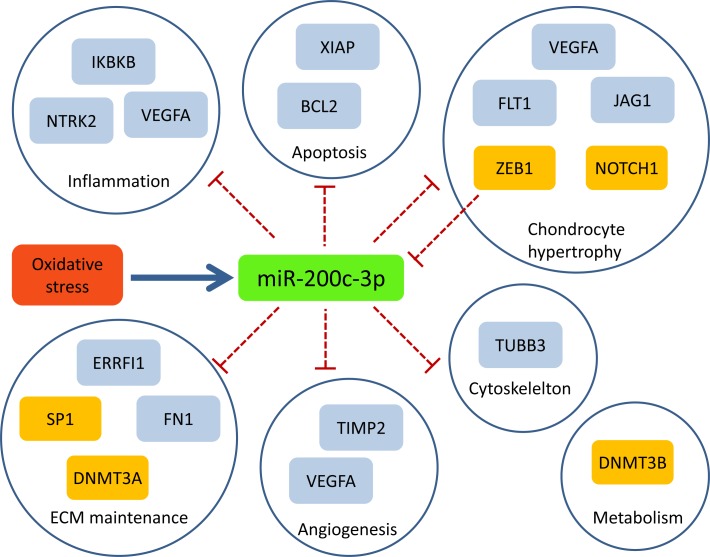 IKBKB
NTRK2
VEGFA
Inflammation
XIAP
BCL2
Apoptosis
VEGFA
FLT1
JAG1
ZEB1
NOTCH1
Chondrocyte
hypertrophy
Oxidative
stress
miR-200c-3p
ERRFI1
SP1
FN1
DNMT3A
ECM maintenance
TIMP2
VEGFA
Angiogenesis
TUBB3
Cytoskelelton
DNMT3B
Metabolism